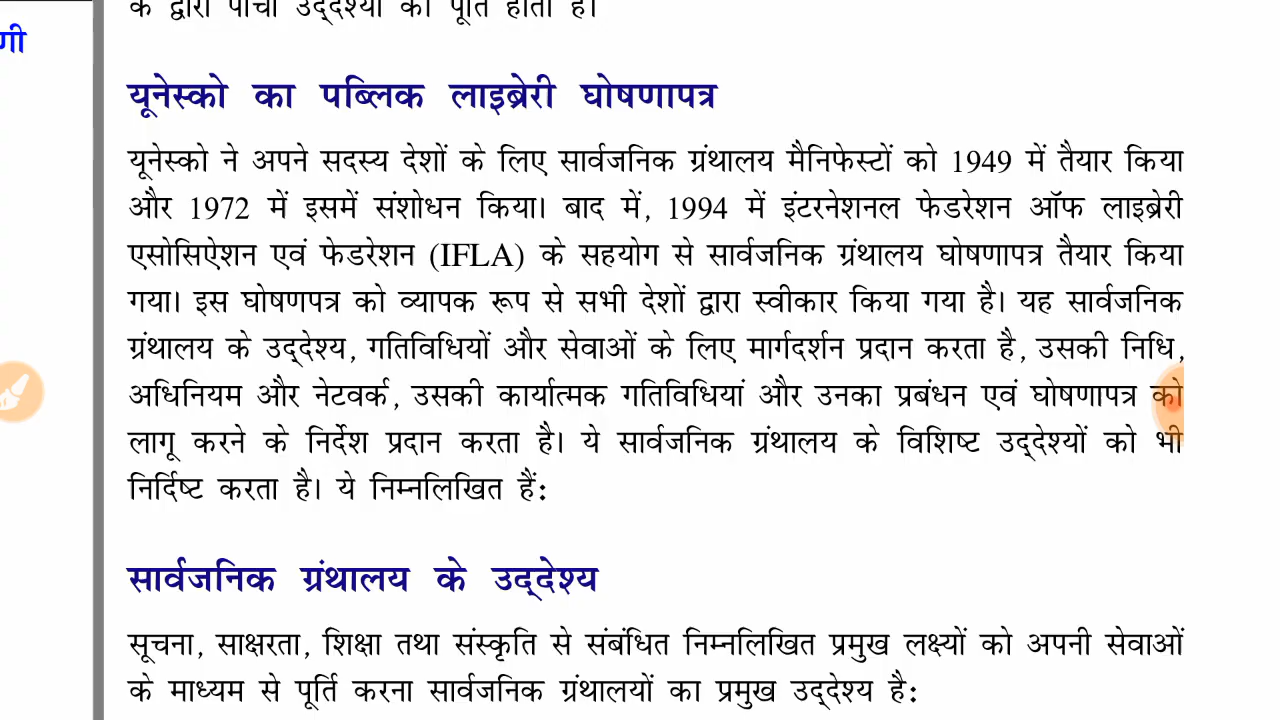 के द्वारा पांचों उद्देश्यों की पूर्ति होती है।
गी
यूनेस्को का पब्लिक लाइब्रेरी घोषणापत्र
यूनेस्को ने अपने सदस्य देशों के लिए सार्वजनिक ग्रंथालय मैनिफेस्टों को 1949 में तैयार किया
और 1972 में इसमें संशोधन किया। बाद में, 1994 में इंटरनेशनल फेडरेशन ऑफ लाइब्रेरी
एसोसिऐशन एवं फेडरेशन (IFLA) के सहयोग से सार्वजनिक ग्रंथालय घोषणापत्र तैयार किया
गया। इस घोषणपत्र को व्यापक रूप से सभी देशों द्वारा स्वीकार किया गया है। यह सार्वजनिक
ग्रंथालय के उद्देश्य, गतिविधियों और सेवाओं के लिए मार्गदर्शन प्रदान करता है, उसकी निधि,
अधिनियम और नेटवर्क, उसकी कार्यात्मक गतिविधियां और उनका प्रबंधन एवं घोषणापत्र को
लागू करने के निर्देश प्रदान करता है। ये सार्वजनिक ग्रंथालय के विशिष्ट उद्देश्यों को भी
निर्दिष्ट करता है। ये निम्नलिखित हैं:
सार्वजनिक ग्रंथालय के उद्देश्य
सूचना, साक्षरता, शिक्षा तथा संस्कृति से संबंधित निम्नलिखित प्रमुख लक्ष्यों को अपनी सेवाओं
के माध्यम से पूर्ति करना सार्वजनिक ग्रंथालयों का प्रमुख उद्देश्य है: